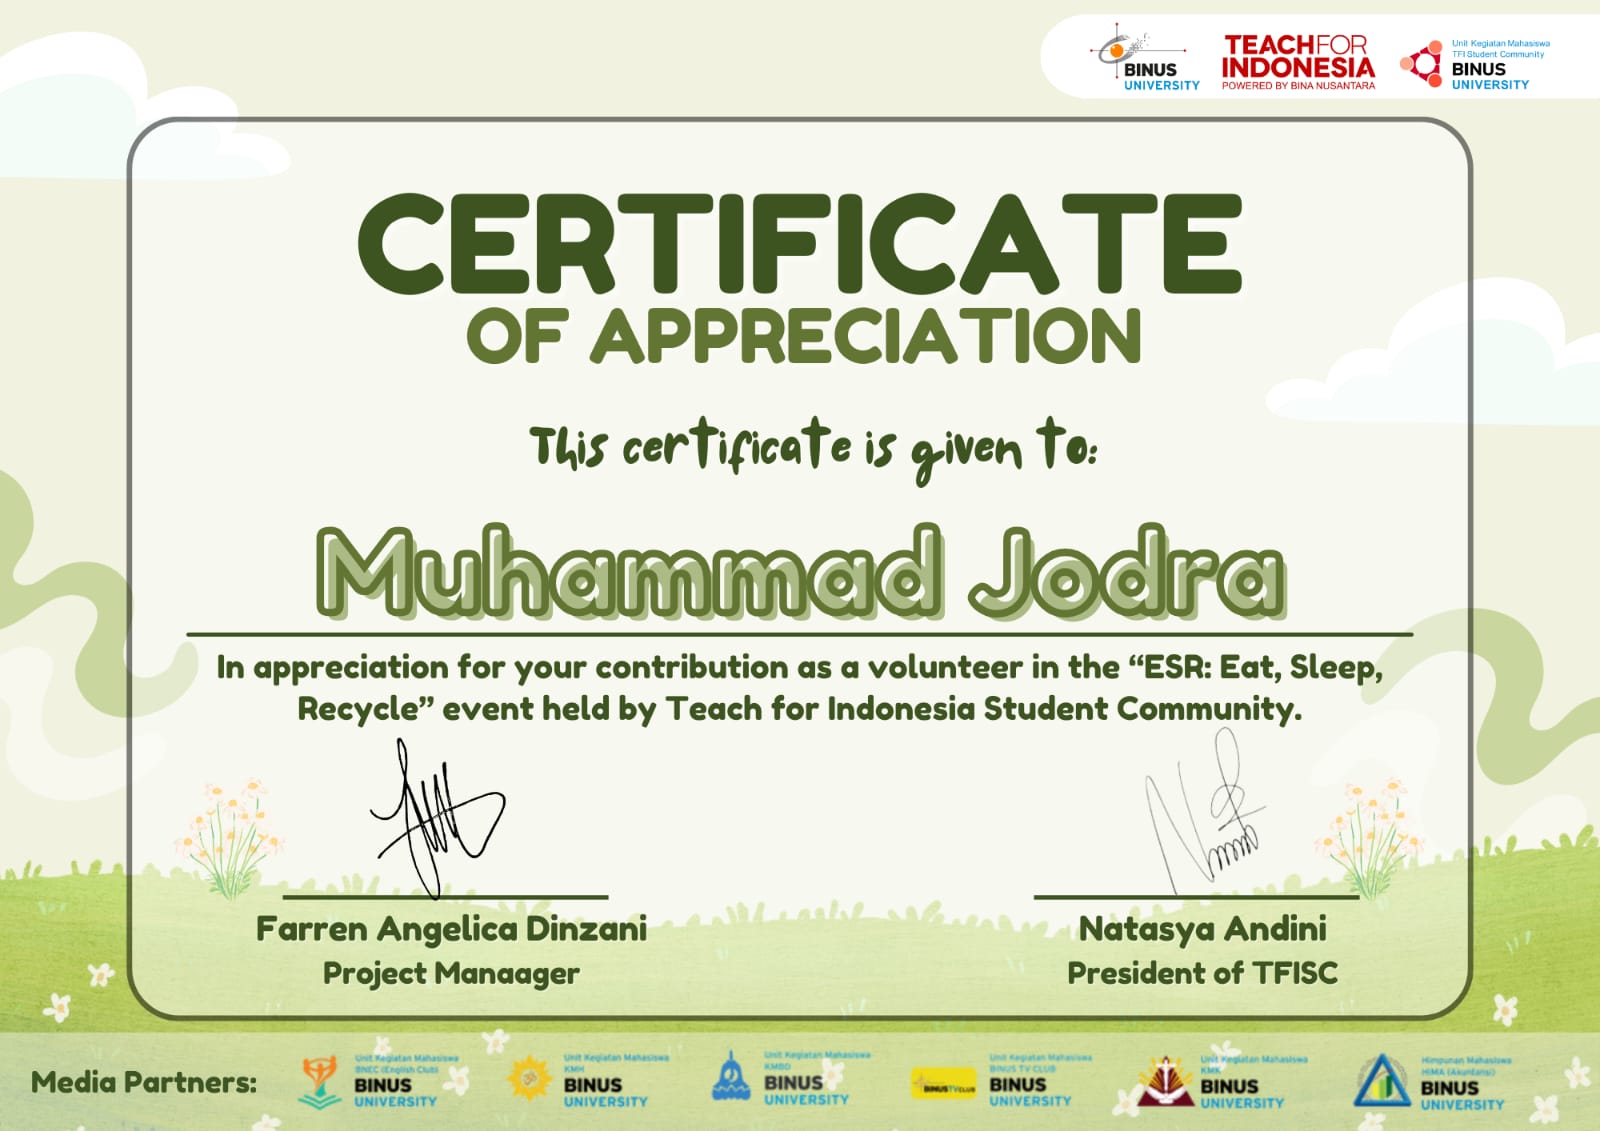 BINUS
UNIVERSITY
TEACH FOR
INDONESIA
POWERED BY BINA NUSANTARA
Unit Kegiatan Mahasiswa
TFI Student Community
BINUS
UNIVERSITY
CERTIFICATE
OF APPRECIATION
This certificate is given to:
Muhammad Jodra
In appreciation for your contribution as a volunteer in the “ESR: Eat, Sleep,
Recycle” event held by Teach for Indonesia Student Community.
Farren Angelica Dinzani
Project Manaager
Natasya Andini
President of TFISC
Media Partners:
Unit Kegiatan Mahasiswa
BNEC (English Club)
BINUS
UNIVERSITY
Unit Kegiatan Mahasiswa
KMH
BINUS
UNIVERSITY
Unit Kegiatan Mahasiswa
KMBD
BINUS
UNIVERSITY
BINUSTVCLUB
Unit Kegiatan Mahasiswa
BINUS TV CLUB
BINUS
UNIVERSITY
Unit Kegiatan Mahasiswa
KMK
BINUS
UNIVERSITY
Himpunan Mahasiswa
HIMA (Akuntansi)
BINUS
UNIVERSITY